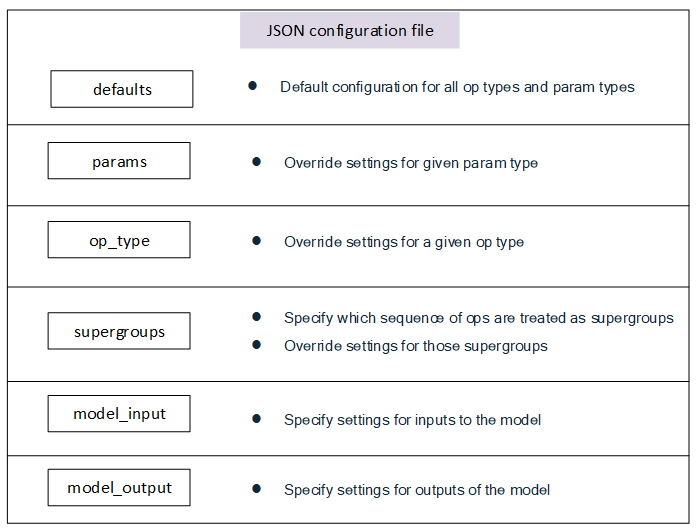 JSON configuration file
defaults
Default configuration for all op types and param types
params
Override settings for given param type
op_type
Override settings for a given op type
supergroups
Specify which sequence of ops are treated as supergroups
Override settings for those supergroups
model_input
Specify settings for inputs to the model
model_output
Specify settings for outputs of the model